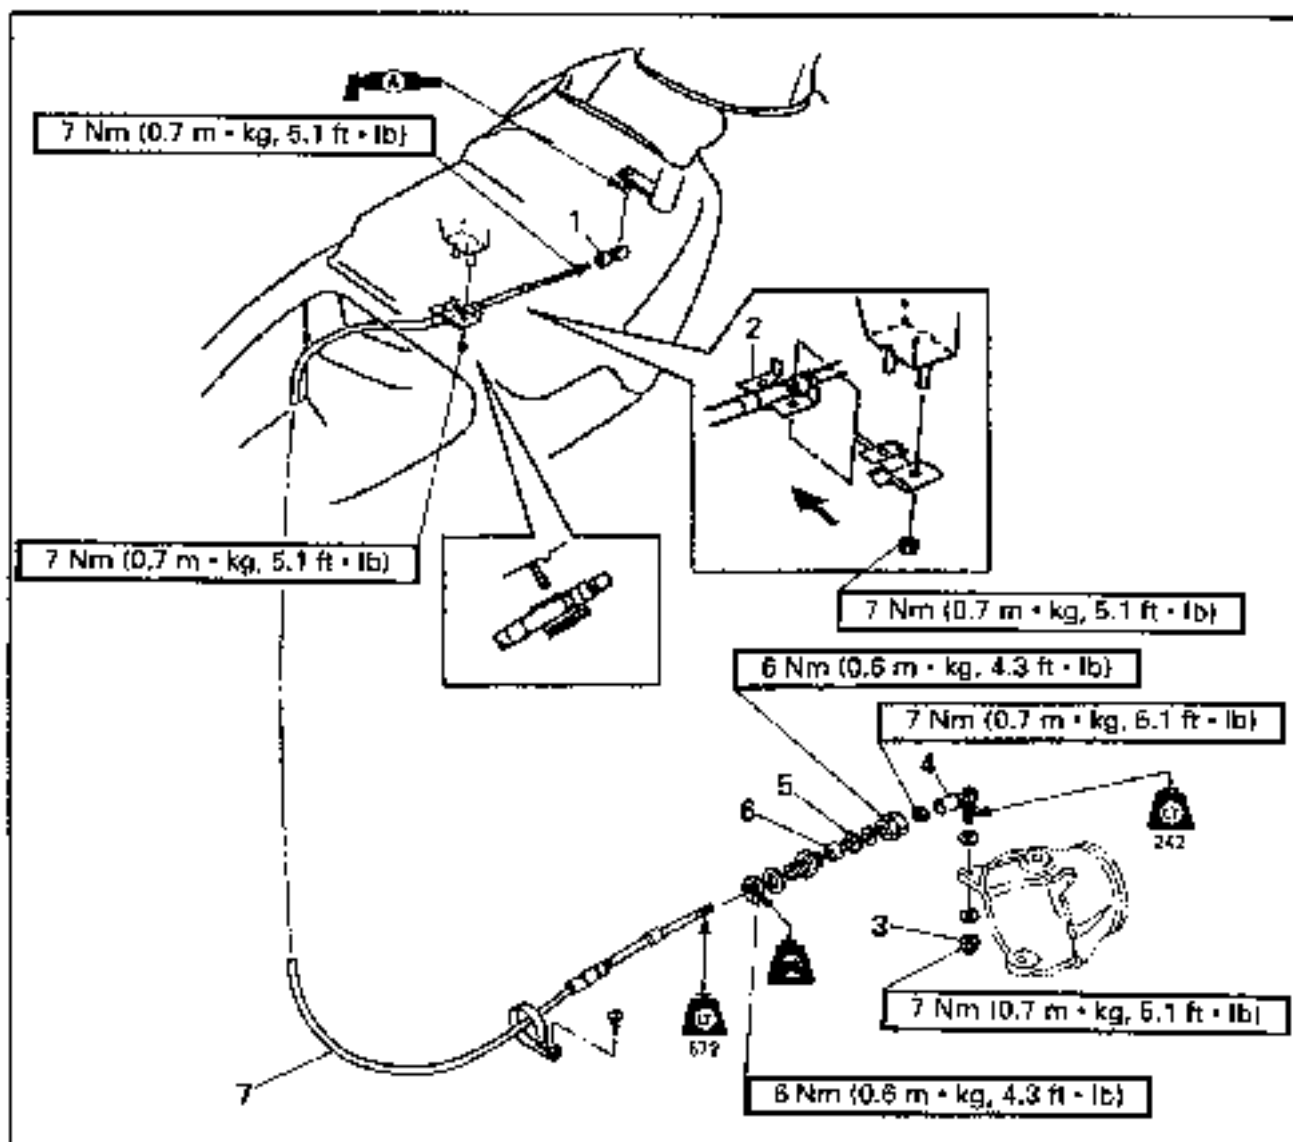 A
7 Nm (0.7 m • kg, 5.1 ft • lb)
1
2
7 Nm (0.7 m • kg, 5.1 ft • lb)
7 Nm (0.7 m • kg, 5.1 ft • lb)
6 Nm (0.6 m • kg, 4.3 ft • lb)
7 Nm (0.7 m • kg, 5.1 ft • lb)
4
5
6
LT
242
3
7 Nm (0.7 m • kg, 5.1 ft • lb)
LT
572
7
6 Nm (0.6 m • kg, 4.3 ft • lb)